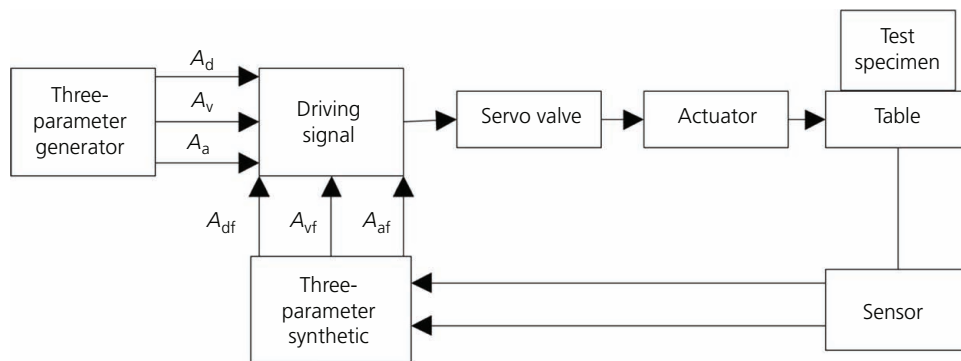 Test
specimen
A_d
Three-
parameter
generator
A_v
A_a
Driving
signal
Servo valve
Actuator
Table
A_df
A_vf
A_af
Three-
parameter
synthetic
Sensor